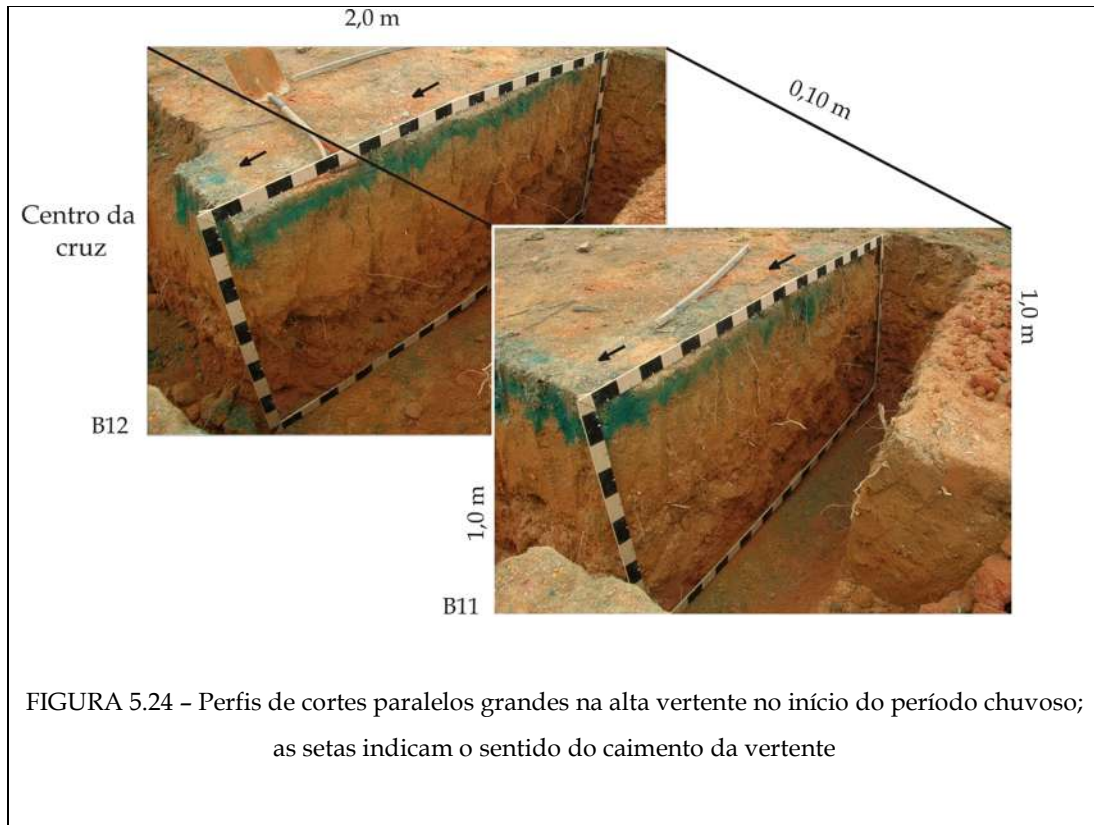 2,0 m
0,10 m
Centro da
cruz
1,0 m
B12
1,0 m
B11
FIGURA 5.24 – Perfis de cortes paralelos grandes na alta vertente no início do período chuvoso;
as setas indicam o sentido do caimento da vertente